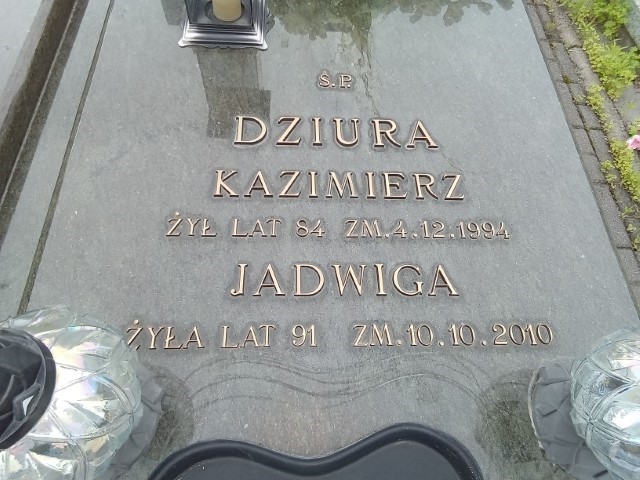 Ś.P.
DZIURA
KAZIMIERZ
ŻYŁ LAT 84 ZM.4.12.1994
JADWIGA
ŻYŁA LAT 91 ZM.10.10.2010